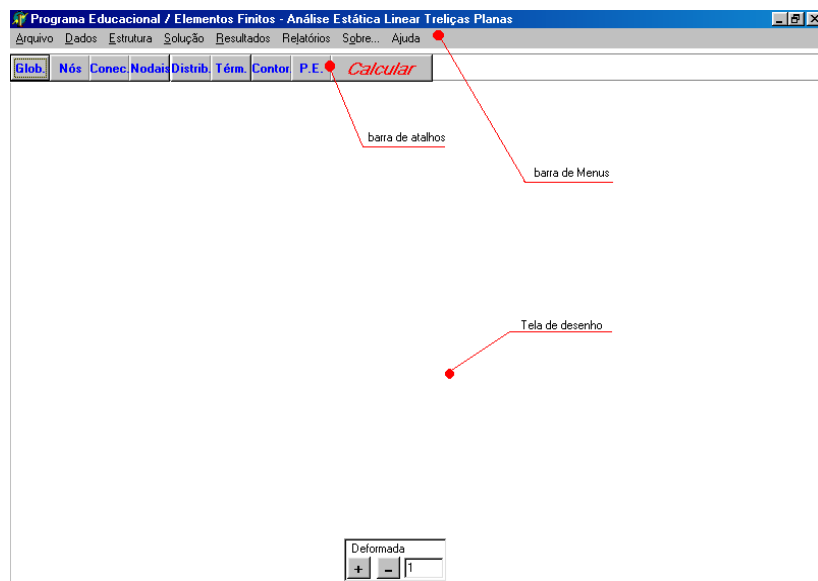 Programa Educacional / Elementos Finitos - Análise Estática Linear Treliças Planas
Arquivo Dados Estrutura Solução Resultados Relatórios Sobre... Ajuda
Glob. Nós Conec. Nodais Distrib. Térm. Contor P.E. Calcular
barra de atalhos
barra de Menus
Tela de desenho
Deformada
+ - 1